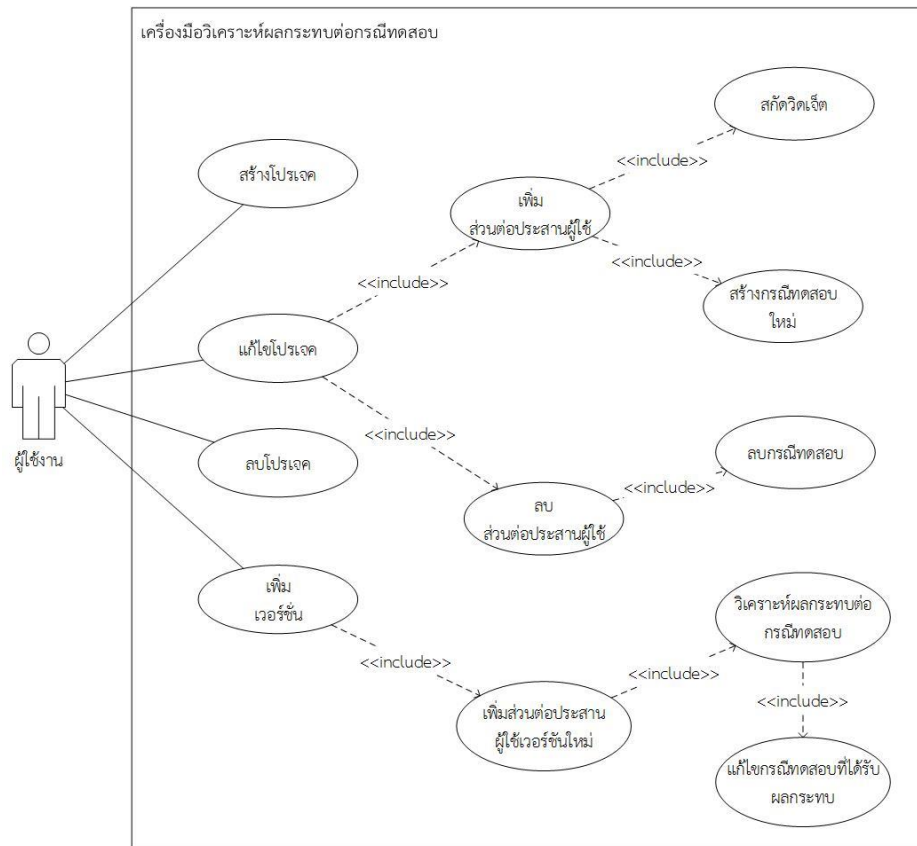 เครื่องมือวิเคราะห์ผลกระทบต่อกรณีทดสอบ
สกัดวิดเจ็ต
<<include>>
สร้างโปรเจค
เพิ่ม
ส่วนต่อประสานผู้ใช้
<<include>>
<<include>>
สร้างกรณีทดสอบ
ใหม่
แก้ไขโปรเจค
<<include>>
ผู้ใช้งาน
ลบโปรเจค
ลบกรณีทดสอบ
<<include>>
ลบ
ส่วนต่อประสานผู้ใช้
เพิ่ม
เวอร์ชั่น
วิเคราะห์ผลกระทบต่อ
กรณีทดสอบ
<<include>>
<<include>>
<<include>>
เพิ่มส่วนต่อประสาน
ผู้ใช้เวอร์ชันใหม่
แก้ไขกรณีทดสอบที่ได้รับ
ผลกระทบ